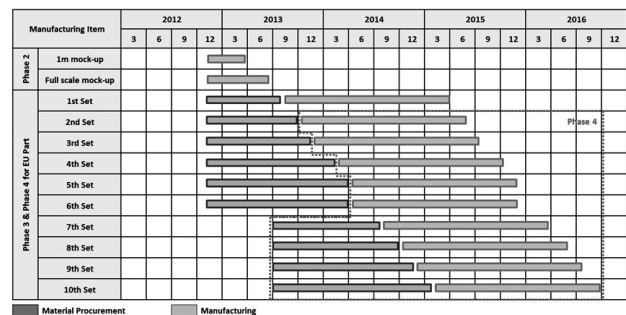 Manufacturing Item 2012 2013 2014 2015 2016
3 6 9 12 3 6 9 12 3 6 9 12 3 6 9 12 3 6 9 12
Phase 2
1m mock-up
Full scale mock-up
Phase 3 & Phase 4 for EU Part
1st Set
2nd Set Phase 4
3rd Set
4th Set
5th Set
6th Set
7th Set
8th Set
9th Set
10th Set
Material Procurement Manufacturing